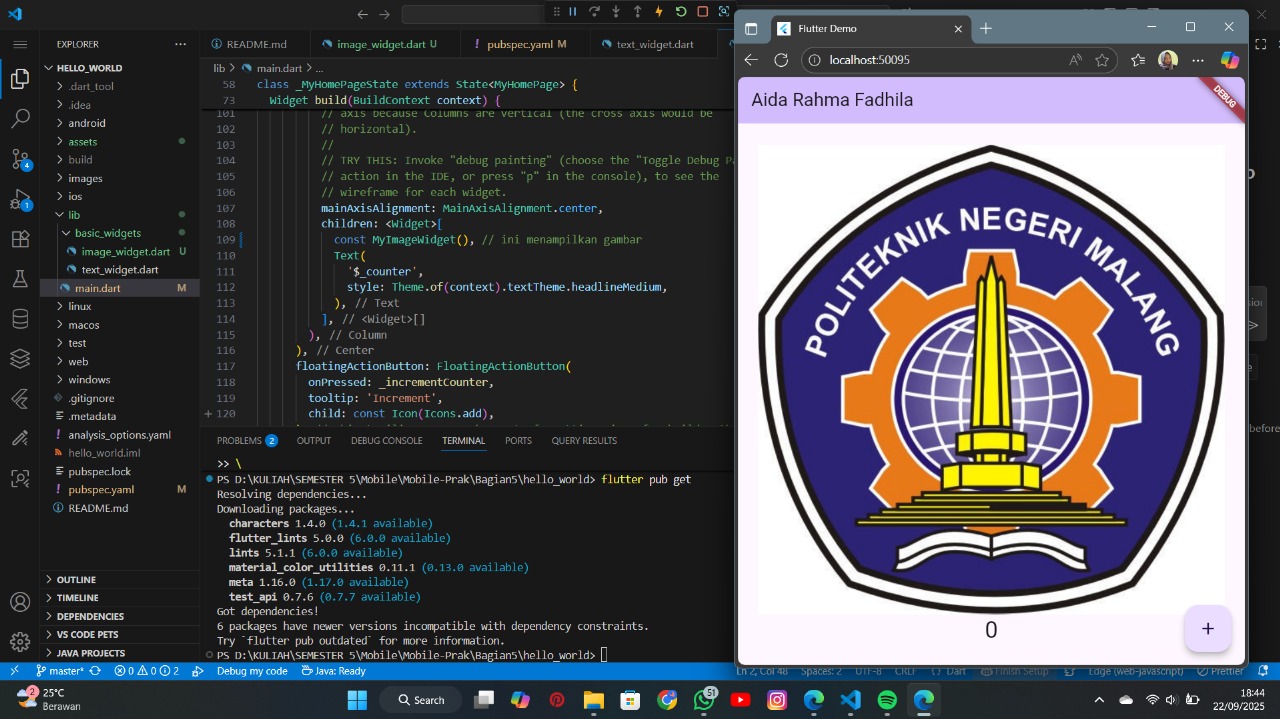 EXPLORER
HELLO_WORLD
.dart_tool
.idea
android
assets
build
images
ios
lib
basic_widgets
image_widget.dart U
text_widget.dart
main.dart M
linux
macos
test
web
windows
.gitignore
.metadata
analysis_options.yaml
hello_world.iml
pubspec.lock
pubspec.yaml M
README.md
OUTLINE
TIMELINE
DEPENDENCIES
VS CODE PETS
JAVA PROJECTS
4
1
README.md
image_widget.dart U
pubspec.yaml M
text_widget.dart
lib > main.dart > ...
58 class _MyHomePageState extends State<MyHomePage> {
73 Widget build(BuildContext context) {
101 // axis because Columns are vertical (the cross axis would be
102 // horizontal).
103 //
104 // TRY THIS: Invoke "debug painting" (choose the "Toggle Debug Pa
105 // action in the IDE, or press "p" in the console), to see the
106 // wireframe for each widget.
107 mainAxisAlignment: MainAxisAlignment.center,
108 children: <Widget>[
109 const MyImageWidget(), // ini menampilkan gambar
110 Text(
111 '$_counter',
112 style: Theme.of(context).textTheme.headlineMedium,
113 ), // Text
114 ], // <Widget>[]
115 ), // Column
116 ), // Center
117 floatingActionButton: FloatingActionButton(
118 onPressed: _incrementCounter,
119 tooltip: 'Increment',
120 child: const Icon(Icons.add),
PROBLEMS 2 OUTPUT DEBUG CONSOLE TERMINAL PORTS QUERY RESULTS
>> \
PS D:\KULIAH\SEMESTER 5\Mobile\Mobile-Prak\Bagian5\hello_world> flutter pub get
Resolving dependencies...
Downloading packages...
characters 1.4.0 (1.4.1 available)
flutter_lints 5.0.0 (6.0.0 available)
lints 5.1.1 (6.0.0 available)
material_color_utilities 0.11.1 (0.13.0 available)
meta 1.16.0 (1.17.0 available)
test_api 0.7.6 (0.7.7 available)
Got dependencies!
6 packages have newer versions incompatible with dependency constraints.
Try `flutter pub outdated` for more information.
PS D:\KULIAH\SEMESTER 5\Mobile\Mobile-Prak\Bagian5\hello_world>
Flutter Demo
localhost:50095
Aida Rahma Fadhila
DEBUG
POLITEKNIK NEGERI MALANG
0
+
before
master* 0 0 2 Debug my code Java: Ready
Ln 2, Col 48 Spaces: 2 UTF-8 CRLF Dart Finish Setup Edge (web-javascript) Prettier
2
25°C
Berawan
Search
51
18:44
22/09/2025